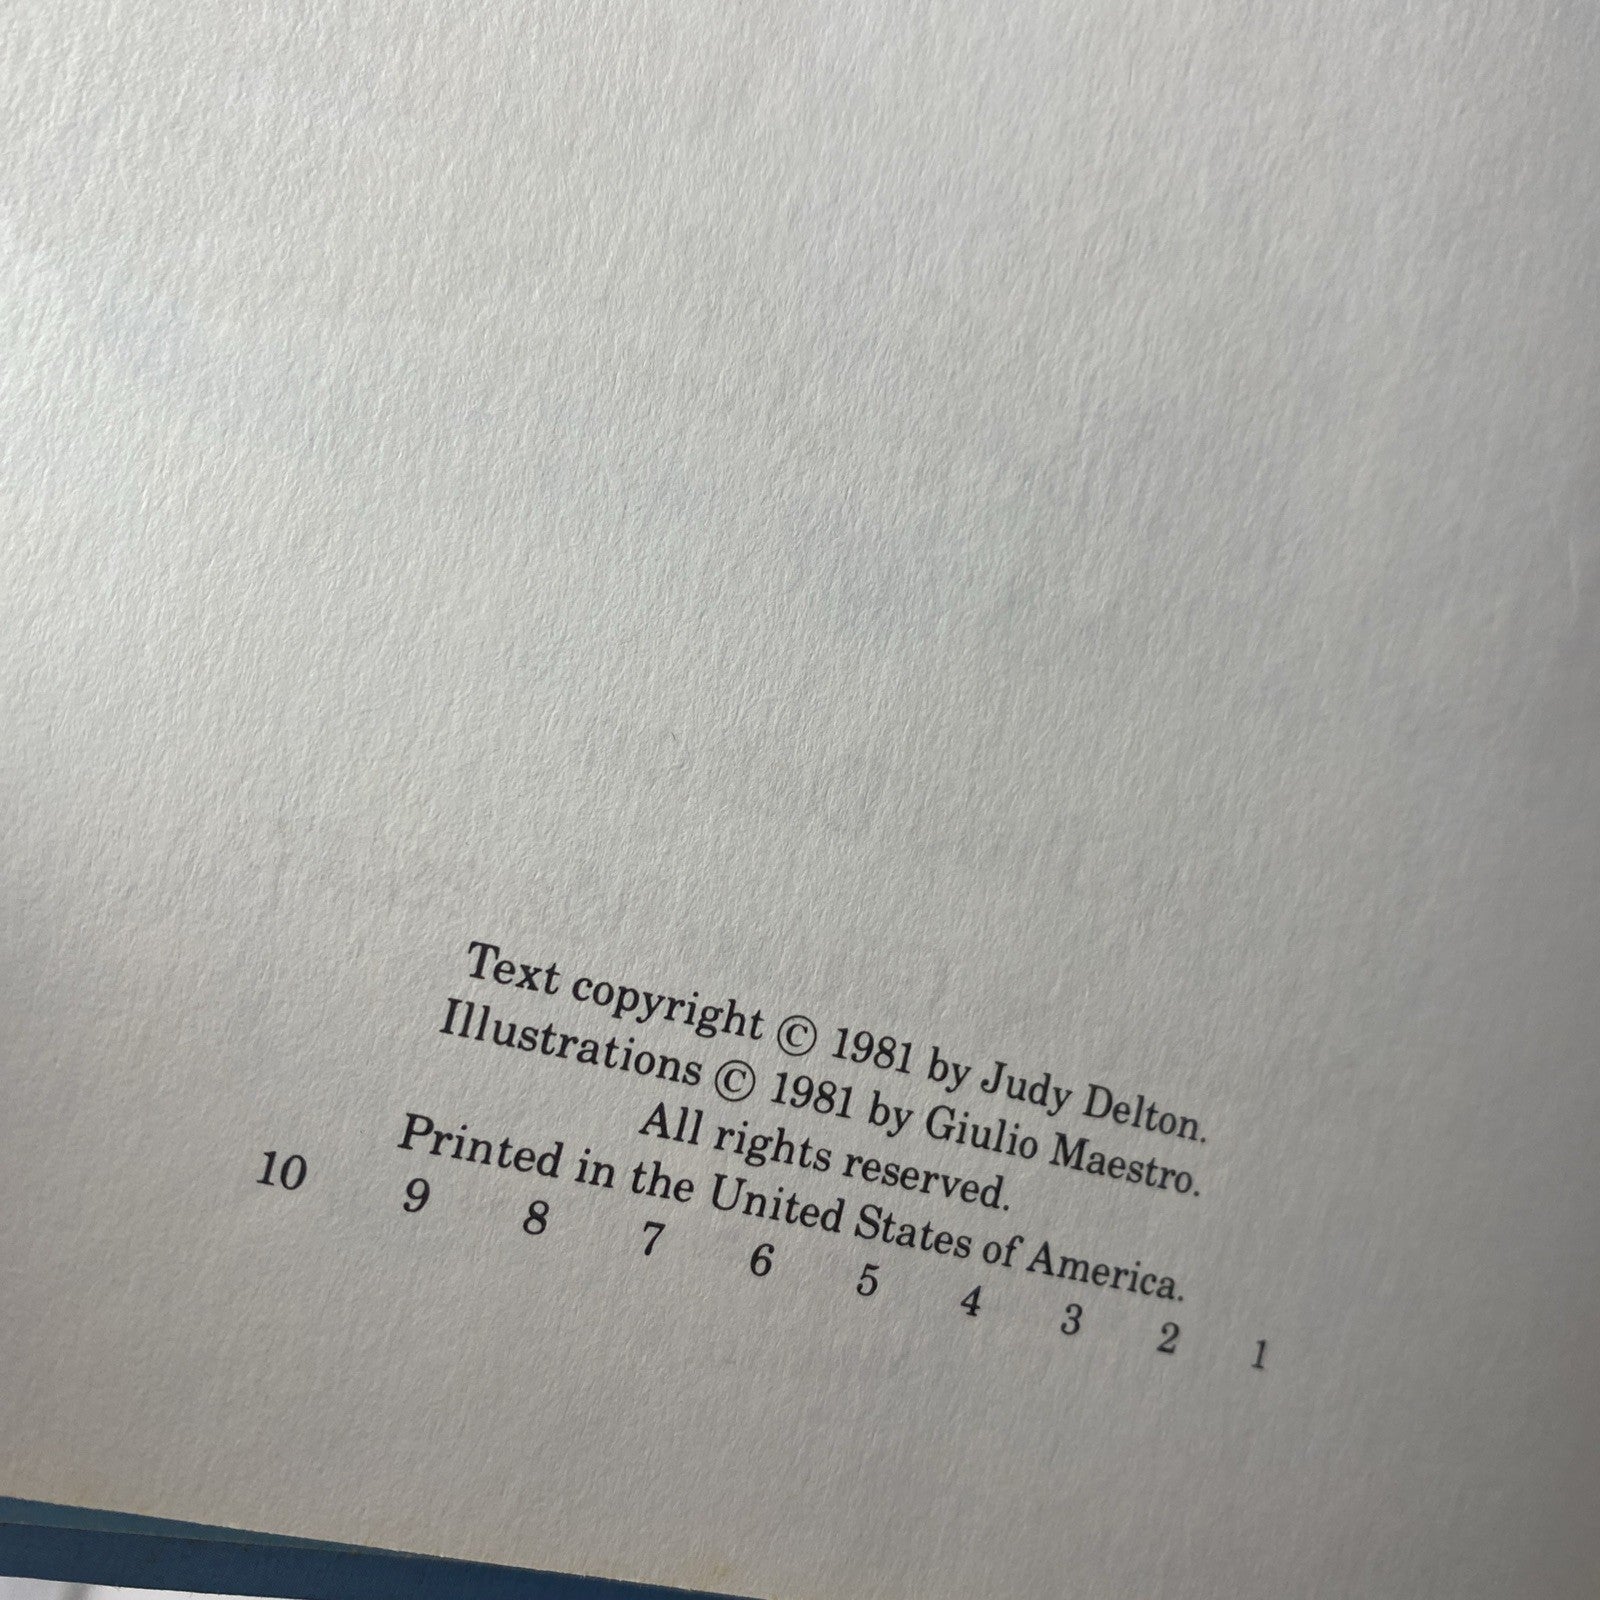 Text copyright © 1981 by Judy Delton.
Illustrations © 1981 by Giulio Maestro.
All rights reserved.
Printed in the United States of America.
10 9 8 7 6 5 4 3 2 1